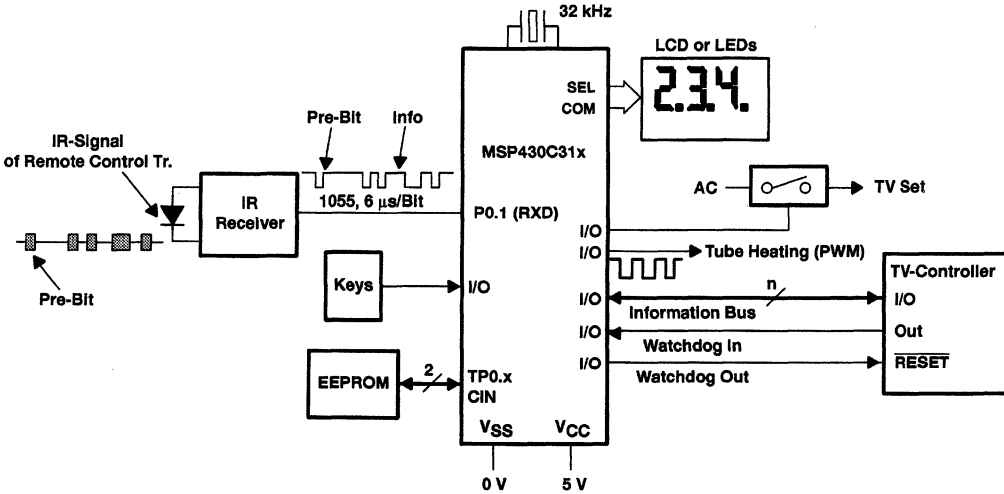 32 kHz
LCD or LEDs
SEL
COM
2.3.4.
Pre-Bit
Info
IR-Signal
of Remote Control Tr.
MSP430C31x
1055, 6 µs/Bit
IR
Receiver
P0.1 (RXD)
AC
TV Set
I/O
I/O
Tube Heating (PWM)
Pre-Bit
Keys
I/O
I/O
n
Information Bus
TV-Controller
I/O
I/O
Watchdog In
Out
I/O
Watchdog Out
RESET
EEPROM
2
TP0.x
CIN
VSS
VCC
0 V
5 V